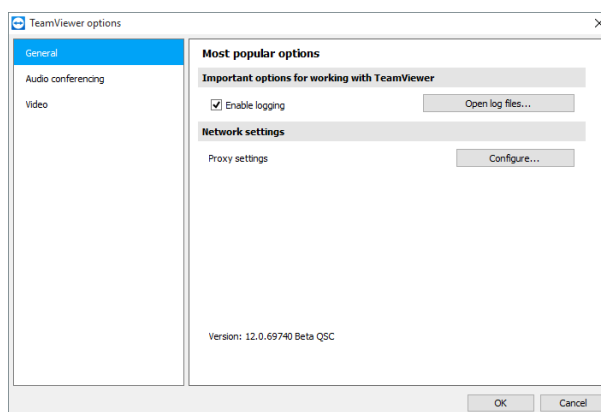 TeamViewer options
General
Audio conferencing
Video
Most popular options
Important options for working with TeamViewer
Enable logging
Open log files...
Network settings
Proxy settings
Configure...
Version: 12.0.69740 Beta QSC
OK
Cancel